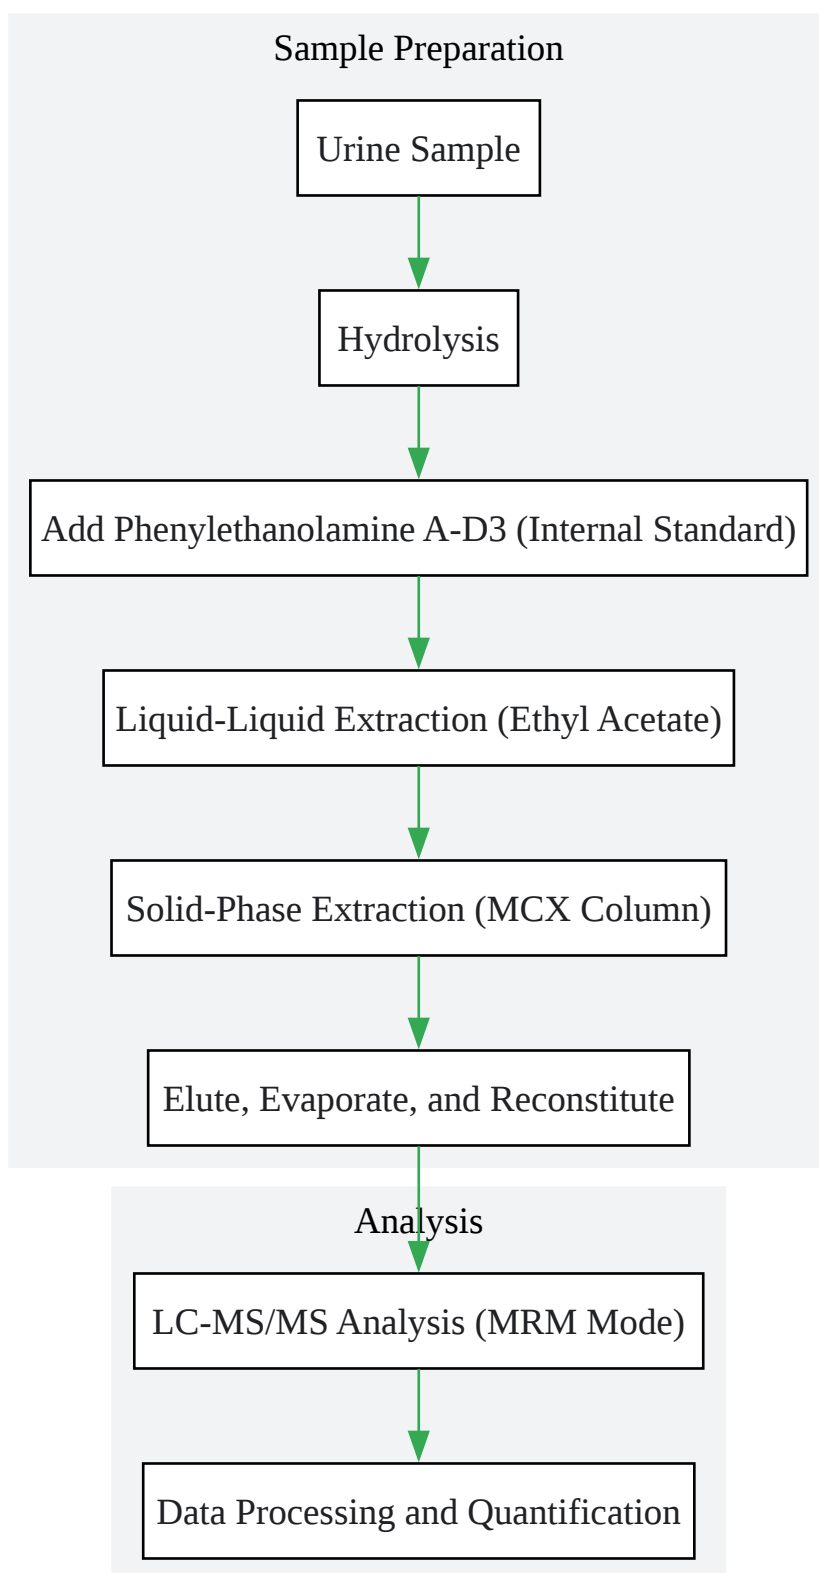 Sample Preparation
Urine Sample
Hydrolysis
Add Phenylethanolamine A-D3 (Internal Standard)
Liquid-Liquid Extraction (Ethyl Acetate)
Solid-Phase Extraction (MCX Column)
Elute, Evaporate, and Reconstitute
Analysis
LC-MS/MS Analysis (MRM Mode)
Data Processing and Quantification